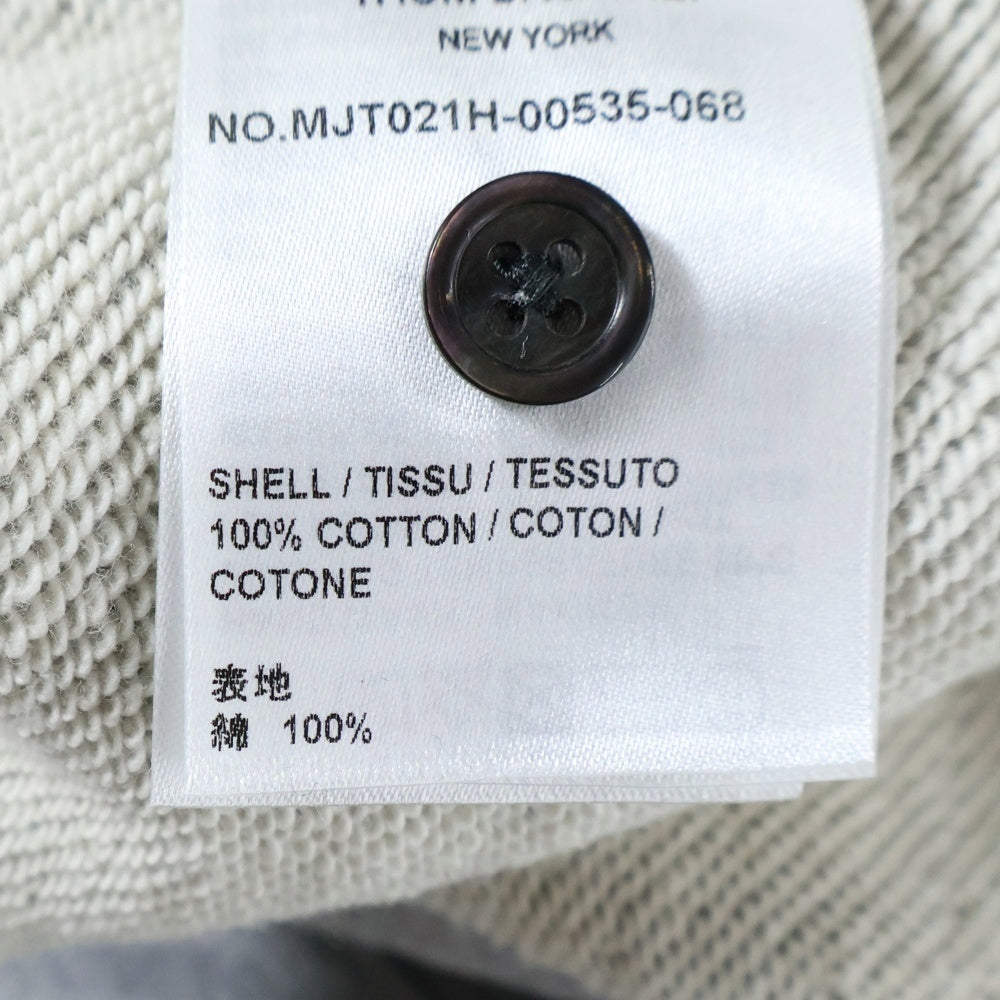 NEW YORK
NO.MJT021H-00535-068
SHELL / TISSU / TESSUTO
100% COTTON / COTON /
COTONE
表地
綿 100%